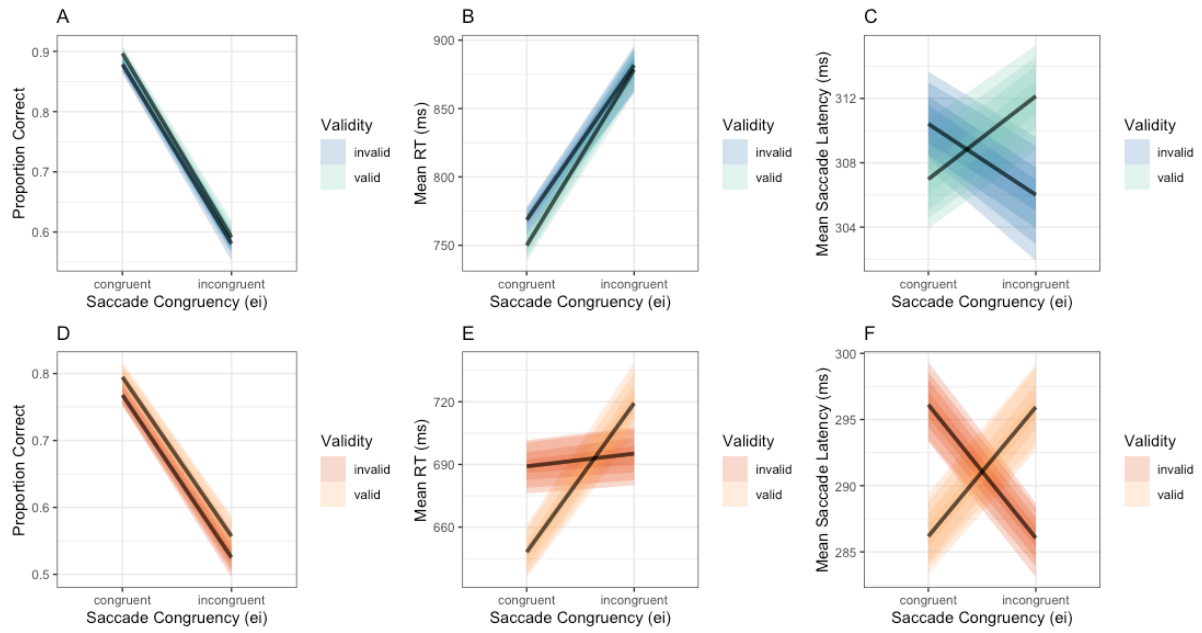 A
Proportion Correct
0.9
0.8
0.7
0.6
congruent incongruent
Saccade Congruency (ei)
Validity
invalid
valid
B
Mean RT (ms)
900
850
800
750
congruent incongruent
Saccade Congruency (ei)
Validity
invalid
valid
C
Mean Saccade Latency (ms)
312
308
304
congruent incongruent
Saccade Congruency (ei)
Validity
invalid
valid
D
Proportion Correct
0.8
0.7
0.6
0.5
congruent incongruent
Saccade Congruency (ei)
Validity
invalid
valid
E
Mean RT (ms)
720
690
660
congruent incongruent
Saccade Congruency (ei)
Validity
invalid
valid
F
Mean Saccade Latency (ms)
300
295
290
285
congruent incongruent
Saccade Congruency (ei)
Validity
invalid
valid